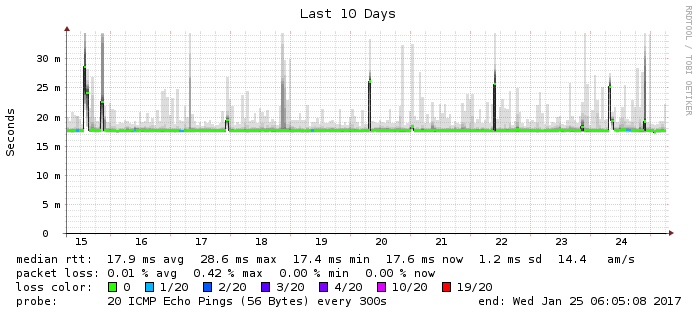 Last 10 Days
RRDTOOL / TOBI OETIKER
Seconds
30 m
25 m
20 m
15 m
10 m
5 m
0
15 16 17 18 19 20 21 22 23 24
median rtt: 17.9 ms avg 28.6 ms max 17.4 ms min 17.6 ms now 1.2 ms sd 14.4 am/s
packet loss: 0.01 % avg 0.42 % max 0.00 % min 0.00 % now
loss color: 0 1/20 2/20 3/20 4/20 10/20 19/20
probe: 20 ICMP Echo Pings (56 Bytes) every 300s end: Wed Jan 25 06:05:08 2017